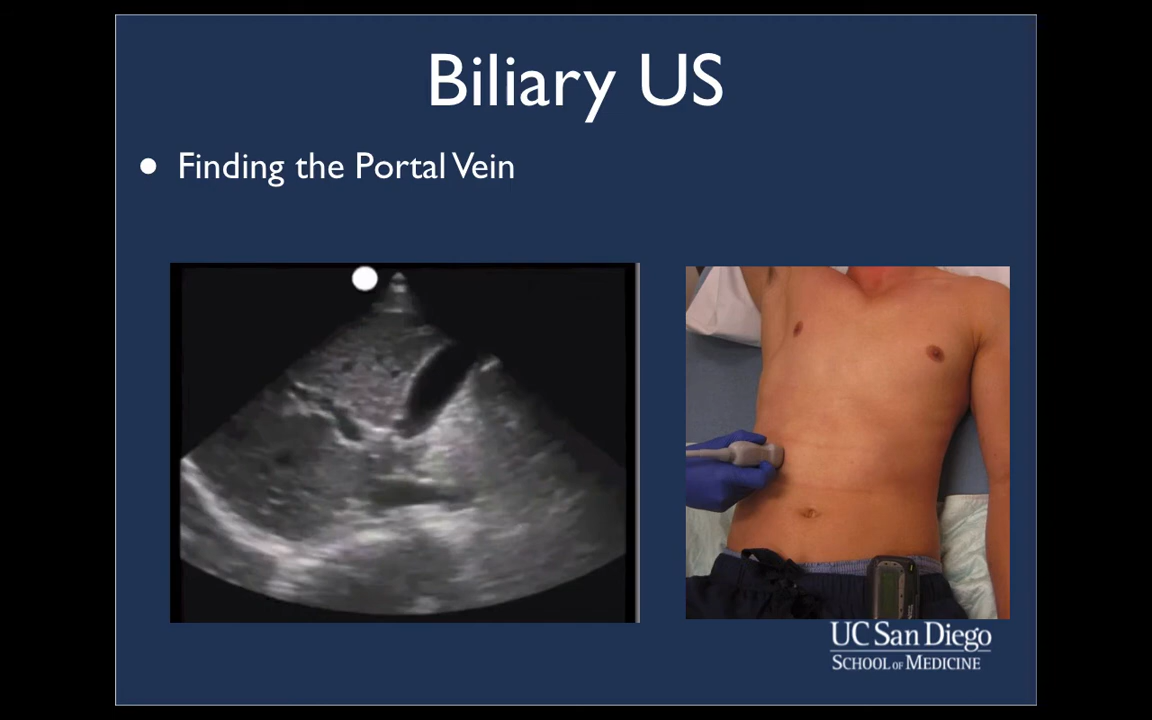 Biliary US
Finding the Portal Vein
UC San Diego
SCHOOL OF MEDICINE